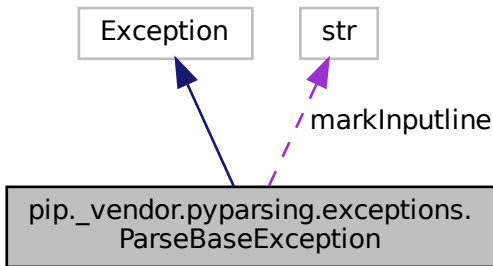 Exception
str
markInputline
pip._vendor.pyparsing.exceptions.
ParseBaseException